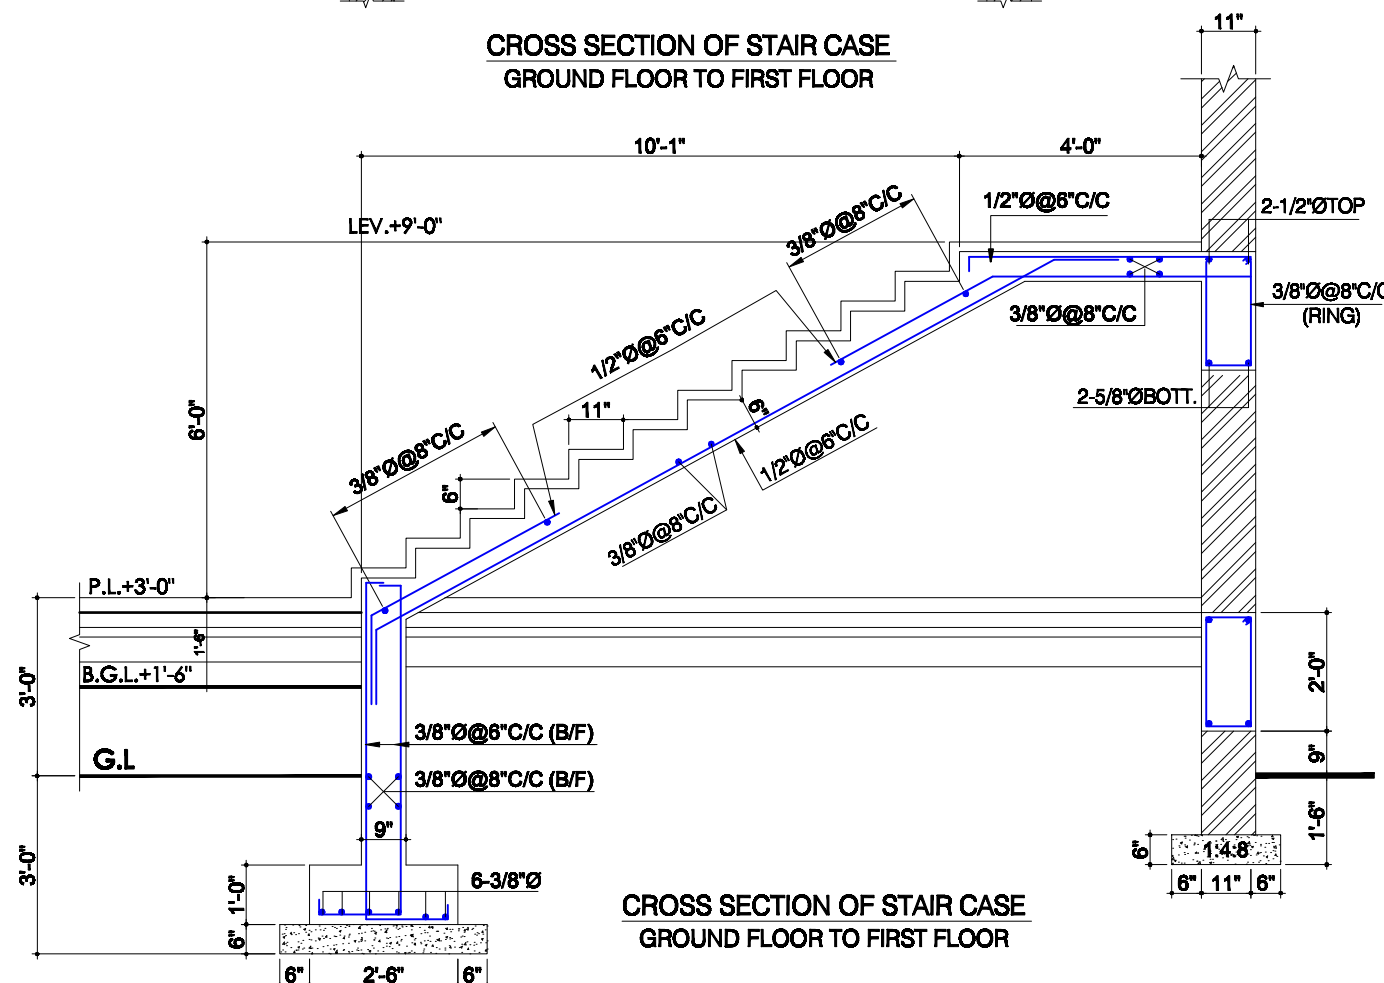 11"
CROSS SECTION OF STAIR CASE
GROUND FLOOR TO FIRST FLOOR
10'-1"
4'-0"
LEV.+9'-0"
3/8"Ø@8"C/C
1/2"Ø@6"C/C
2-1/2"ØTOP
3/8"Ø@8"C/C
(RING)
3/8"Ø@8"C/C
1/2"Ø@6"C/C
6'-0"
11"
6"
2-5/8"ØBOTT.
3/8"Ø@8"C/C
1/2"Ø@6"C/C
6"
3/8"Ø@8"C/C
P.L.+3'-0"
1'-6"
B.G.L.+1'-6"
3'-0"
2'-0"
3/8"Ø@6"C/C (B/F)
G.L
3/8"Ø@8"C/C (B/F)
9"
9"
1'-6"
6"
1:4:8
3'-0"
1'-0"
6-3/8"Ø
6"
11"
6"
CROSS SECTION OF STAIR CASE
GROUND FLOOR TO FIRST FLOOR
6"
6"
2'-6"
6"